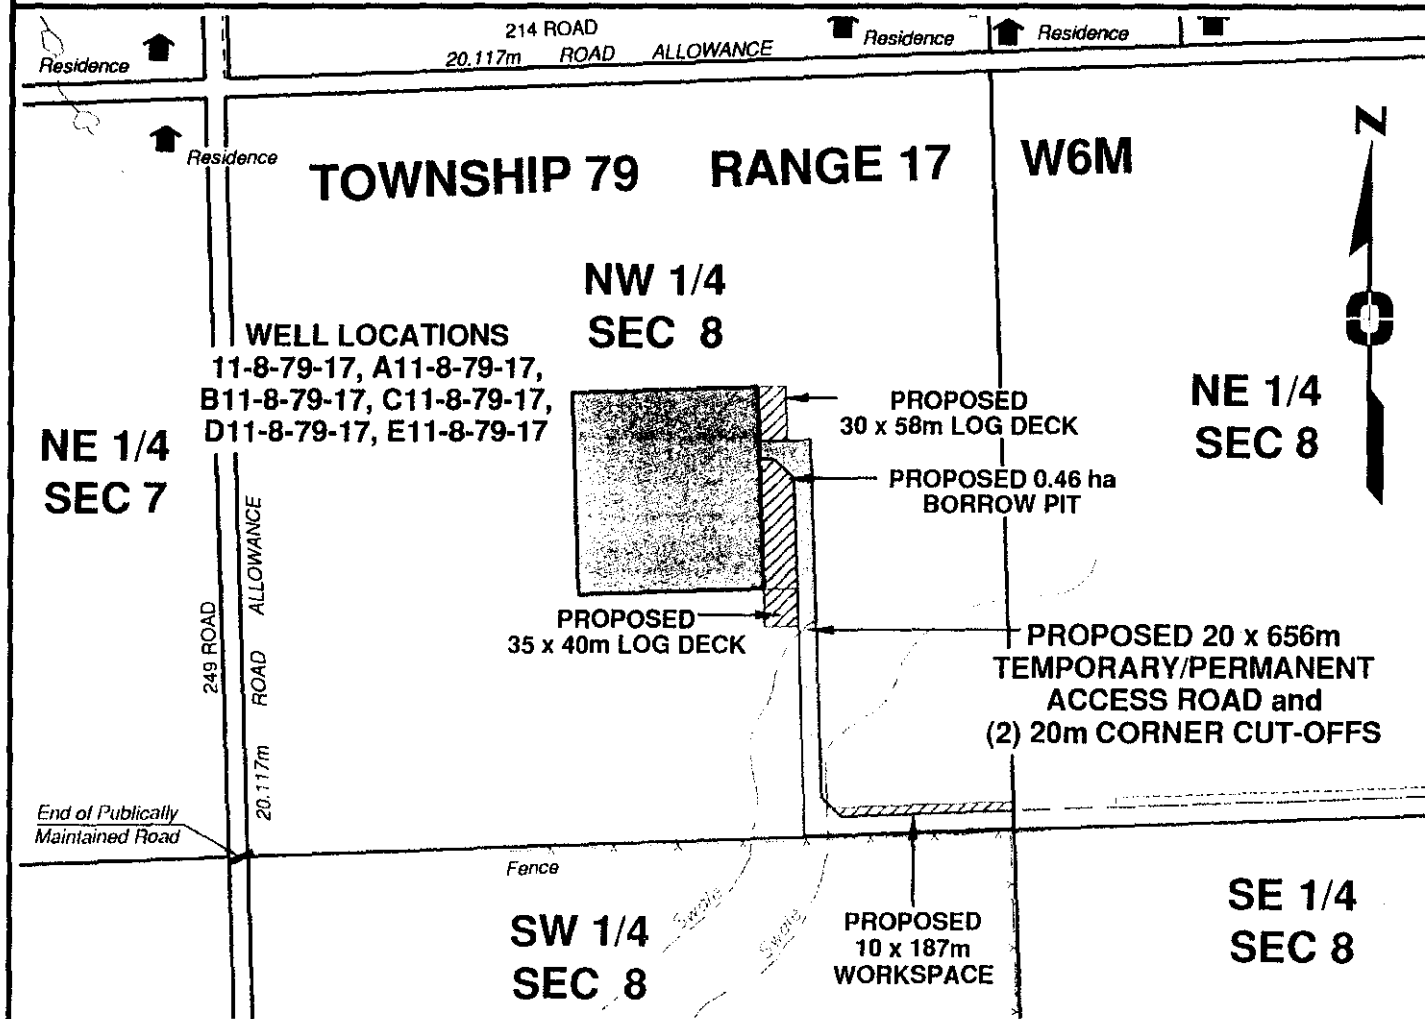 214 ROAD
20.117m ROAD ALLOWANCE
Residence
Residence
Residence
Residence
TOWNSHIP 79 RANGE 17 W6M
Z
NW 1/4
SEC 8
WELL LOCATIONS
11-8-79-17, A11-8-79-17,
B11-8-79-17, C11-8-79-17,
D11-8-79-17, E11-8-79-17
NE 1/4
SEC 7
NE 1/4
SEC 8
PROPOSED
30 x 58m LOG DECK
PROPOSED 0.46 ha
BORROW PIT
249 ROAD
20.117m ROAD ALLOWANCE
PROPOSED
35 x 40m LOG DECK
PROPOSED 20 x 656m
TEMPORARY/PERMANENT
ACCESS ROAD and
(2) 20m CORNER CUT-OFFS
End of Publically
Maintained Road
Fence
Swale
Swale
SW 1/4
SEC 8
PROPOSED
10 x 187m
WORKSPACE
SE 1/4
SEC 8